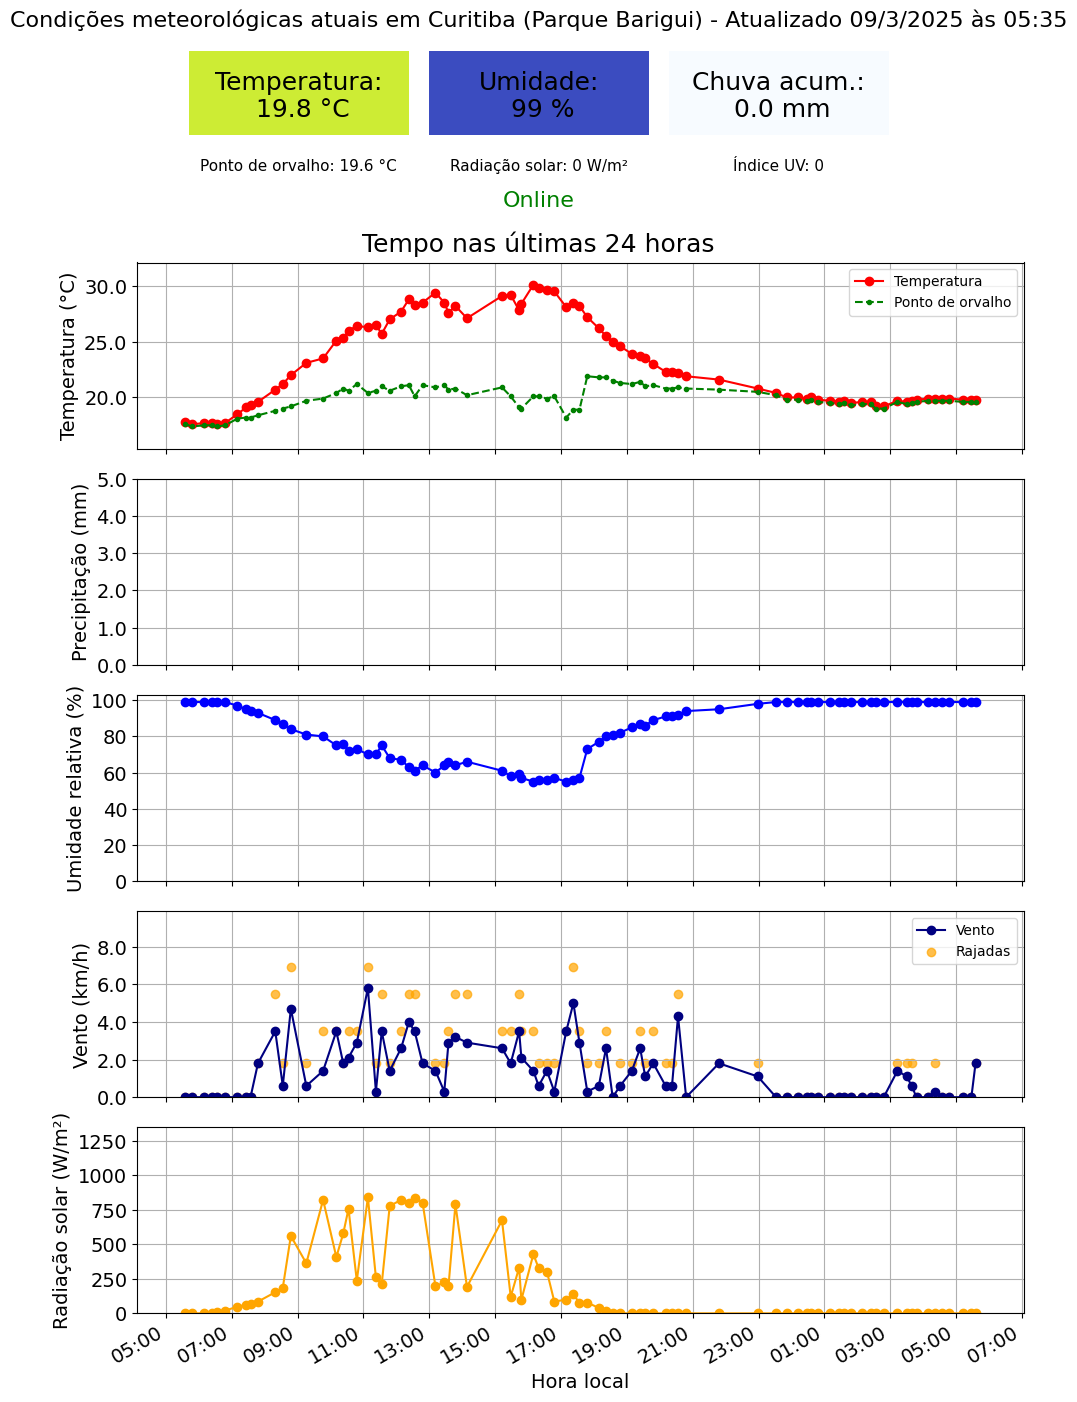 Condições meteorológicas atuais em Curitiba (Parque Barigui) - Atualizado 09/3/2025 às 05:35
Temperatura:
19.8 °C
Umidade:
99 %
Chuva acum.:
0.0 mm
Ponto de orvalho: 19.6 °C
Radiação solar: 0 W/m²
Índice UV: 0
Online
Tempo nas últimas 24 horas
Temperatura (°C)
30.0
25.0
20.0
Temperatura
Ponto de orvalho
Precipitação (mm)
5.0
4.0
3.0
2.0
1.0
0.0
Umidade relativa (%)
100
80
60
40
20
0
Vento (km/h)
8.0
6.0
4.0
2.0
0.0
Vento
Rajadas
Radiação solar (W/m²)
1250
1000
750
500
250
0
05:00
07:00
09:00
11:00
13:00
15:00
17:00
19:00
21:00
23:00
01:00
03:00
05:00
07:00
Hora local